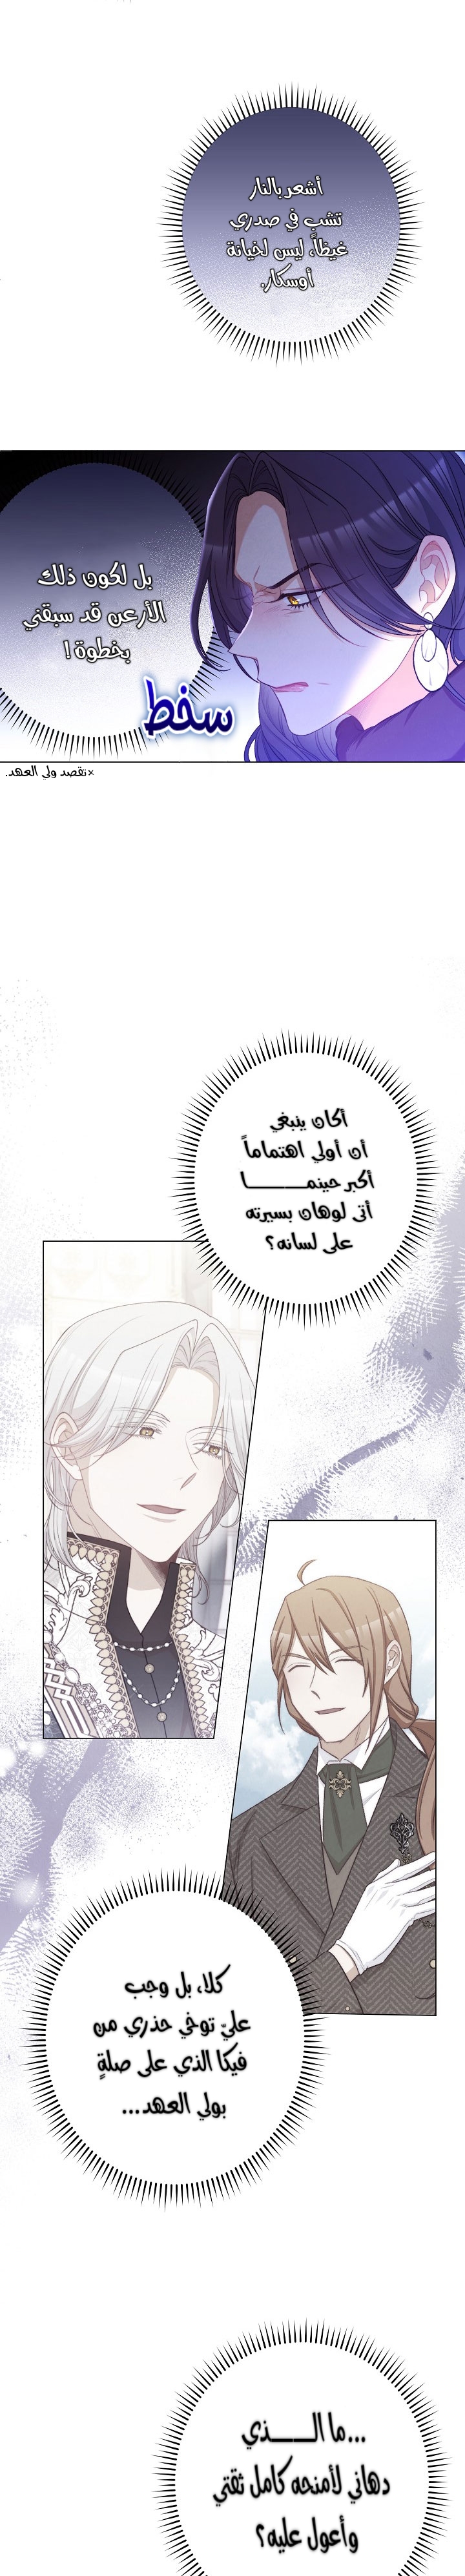 أشعر بالنار
تشب في صدري
غيظاً، ليس لخيانة
أوسكار.
بل لكون ذلك
الأرعن قد سبقني
بخطوة !
سخط
×تقصد ولي العهد.
أكان ينبغي
أن أولي اهتماماً
أكبر حينمــــــــا
أتى لوهان بسيرته
على لسانه؟
كلا، بل وجب
عليّ توخي حذري من
فيكا الذي على صلةٍ
بولي العهد...
...ما الـــــذي
دهاني لأمنحه كامل ثقتي
وأعول عليه؟